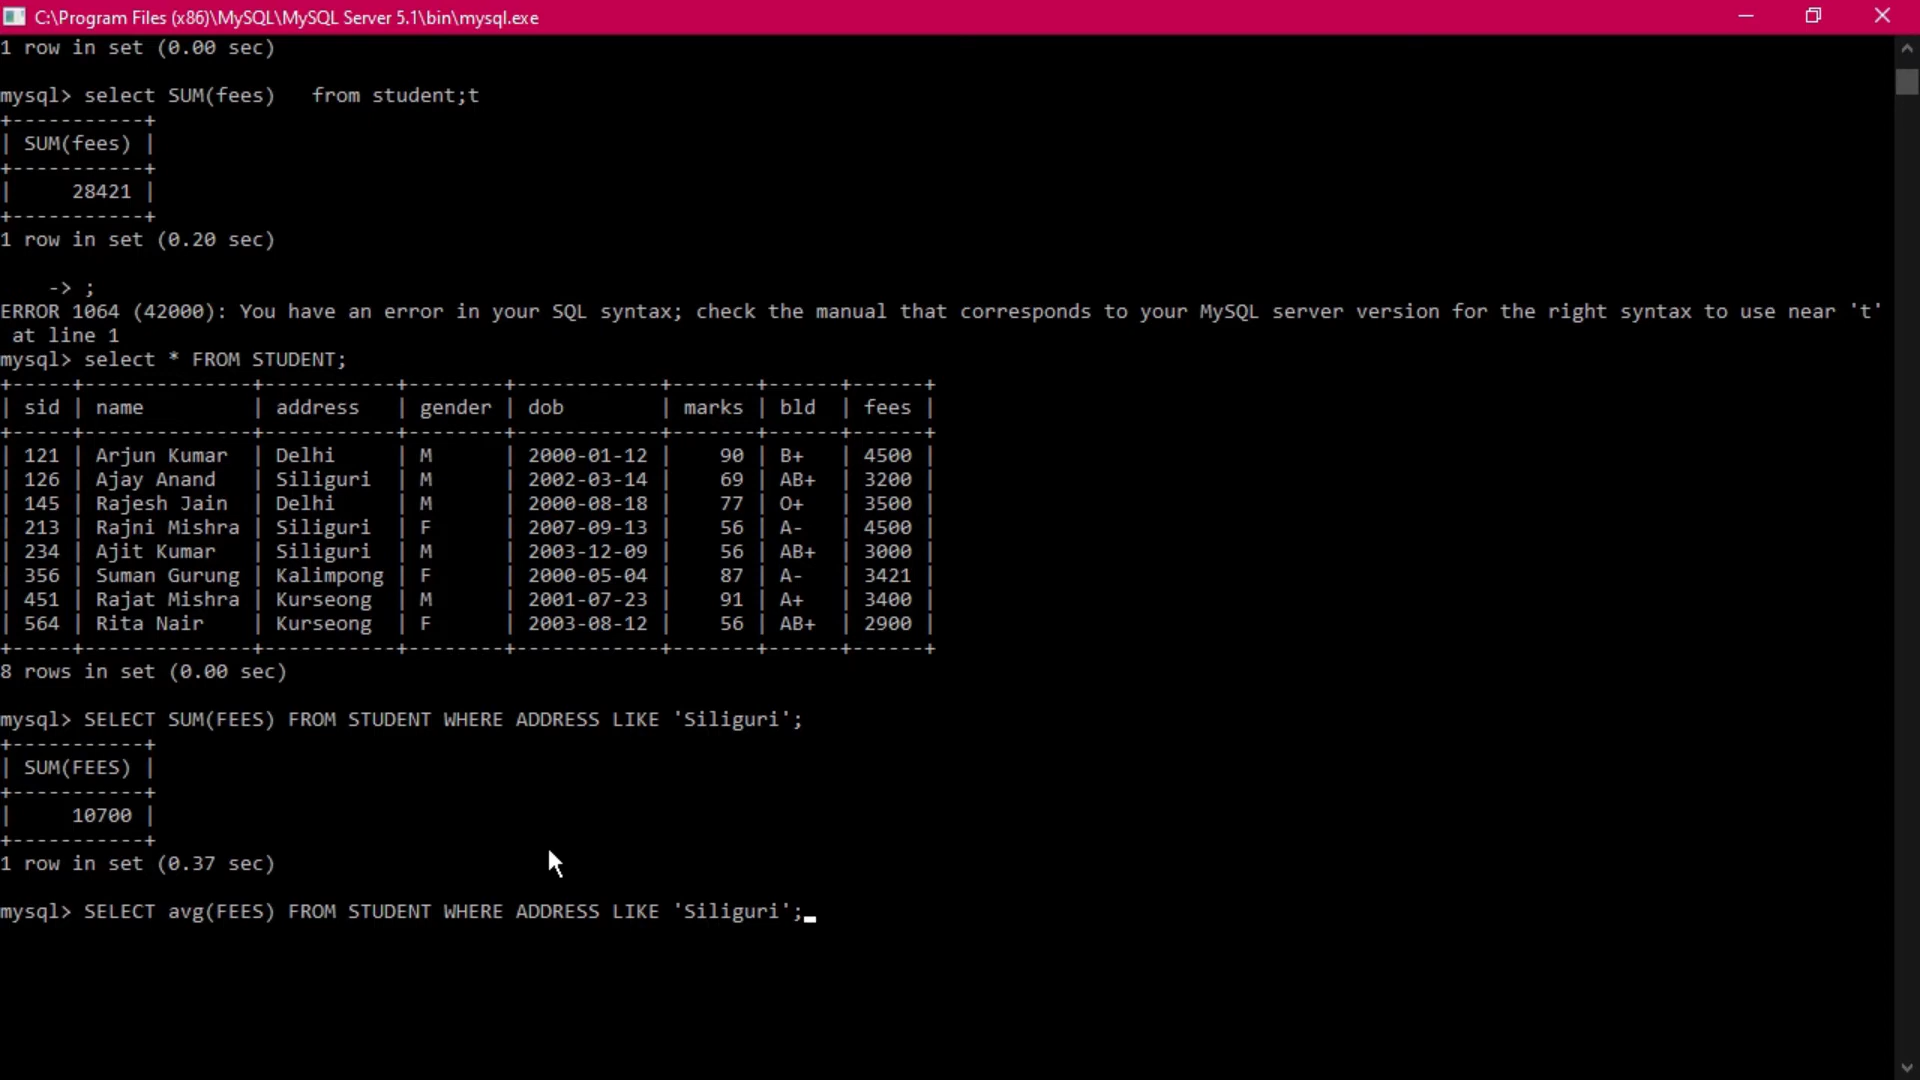 C:\Program Files (x86)\MySQL\MySQL Server 5.1\bin\mysql.exe
1 row in set (0.00 sec)
mysql> select SUM(fees)   from student;t
+-----------+
| SUM(fees) |
+-----------+
|     28421 |
+-----------+
1 row in set (0.20 sec)
    -> ;
ERROR 1064 (42000): You have an error in your SQL syntax; check the manual that corresponds to your MySQL server version for the right syntax to use near 't'
 at line 1
mysql> select * FROM STUDENT;
+-----+--------------+-----------+--------+------------+-------+------+------+
| sid | name         | address   | gender | dob        | marks | bld  | fees |
+-----+--------------+-----------+--------+------------+-------+------+------+
| 121 | Arjun Kumar  | Delhi     | M      | 2000-01-12 |    90 | B+   | 4500 |
| 126 | Ajay Anand   | Siliguri  | M      | 2002-03-14 |    69 | AB+  | 3200 |
| 145 | Rajesh Jain  | Delhi     | M      | 2000-08-18 |    77 | O+   | 3500 |
| 213 | Rajni Mishra | Siliguri  | F      | 2007-09-13 |    56 | A-   | 4500 |
| 234 | Ajit Kumar   | Siliguri  | M      | 2003-12-09 |    56 | AB+  | 3000 |
| 356 | Suman Gurung | Kalimpong | F      | 2000-05-04 |    87 | A-   | 3421 |
| 451 | Rajat Mishra | Kurseong  | M      | 2001-07-23 |    91 | A+   | 3400 |
| 564 | Rita Nair    | Kurseong  | F      | 2003-08-12 |    56 | AB+  | 2900 |
+-----+--------------+-----------+--------+------------+-------+------+------+
8 rows in set (0.00 sec)
mysql> SELECT SUM(FEES) FROM STUDENT WHERE ADDRESS LIKE 'Siliguri';
+-----------+
| SUM(FEES) |
+-----------+
|     10700 |
+-----------+
1 row in set (0.37 sec)
mysql> SELECT avg(FEES) FROM STUDENT WHERE ADDRESS LIKE 'Siliguri';